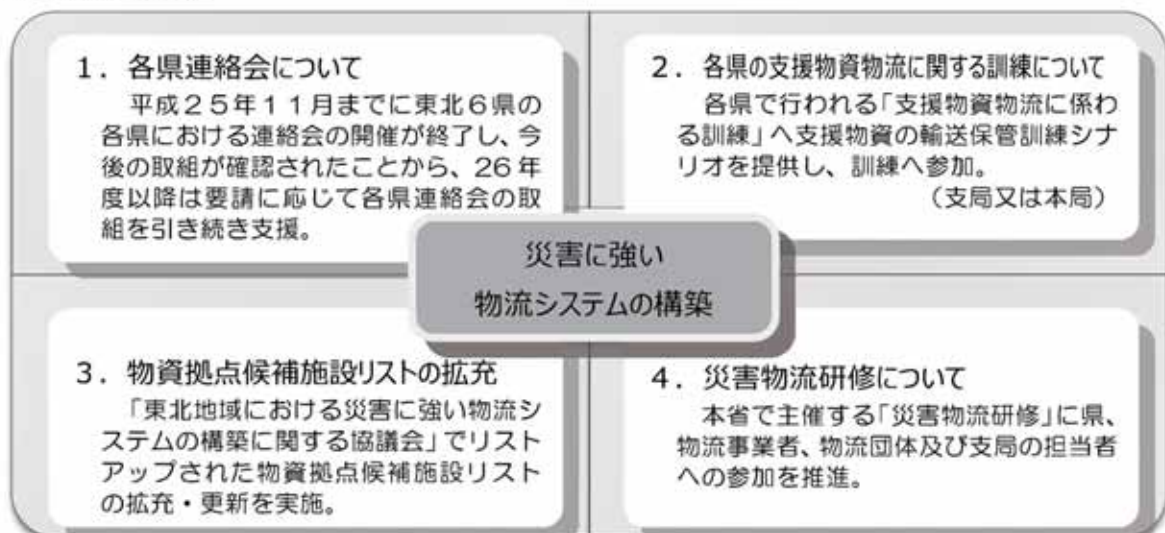 1．各県連絡会について
平成２５年１１月までに東北６県の
各県における連絡会の開催が終了し、今
後の取組が確認されたことから、26年
度以降は要請に応じて各県連絡会の取
組を引き続き支援。
2．各県の支援物資物流に関する訓練について
各県で行われる「支援物資物流に係わ
る訓練」へ支援物資の輸送保管訓練シナ
リオを提供し、訓練へ参加。
（支局又は本局）
災害に強い
物流システムの構築
3．物資拠点候補施設リストの拡充
「東北地域における災害に強い物流シ
ステムの構築に関する協議会」でリスト
アップされた物資拠点候補施設リスト
の拡充・更新を実施。
4．災害物流研修について
本省で主催する「災害物流研修」に県、
物流事業者、物流団体及び支局の担当者
への参加を推進。